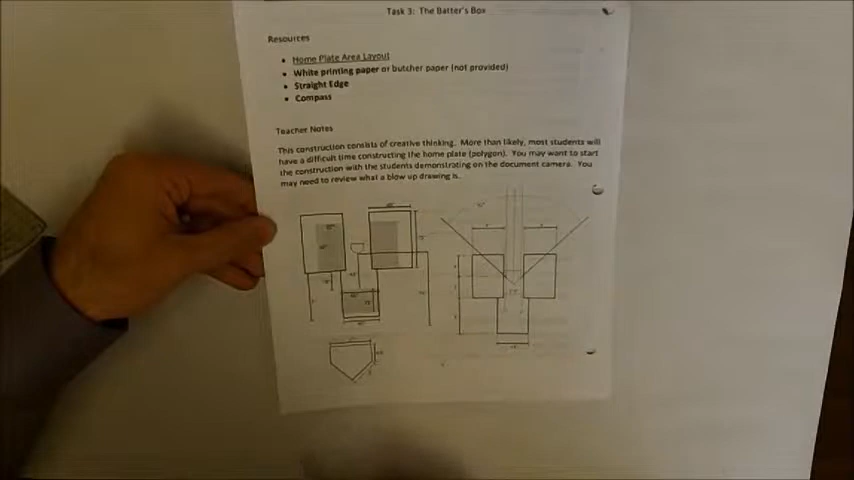 Task 3: The Batter's Box
Resources
Home Plate Area Layout
White printing paper or butcher paper (not provided)
Straight Edge
Compass
Teacher Notes
This construction consists of creative thinking. More than likely, most students will
have a difficult time constructing the home plate (polygon). You may want to start
the construction with the students demonstrating on the document camera. You
may need to review what a blow up drawing is.